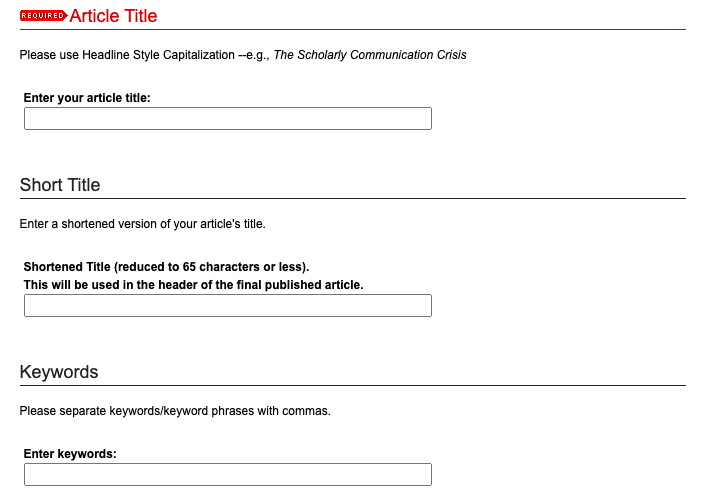 REQUIRED Article Title
Please use Headline Style Capitalization --e.g., The Scholarly Communication Crisis
Enter your article title:
Short Title
Enter a shortened version of your article's title.
Shortened Title (reduced to 65 characters or less).
This will be used in the header of the final published article.
Keywords
Please separate keywords/keyword phrases with commas.
Enter keywords: